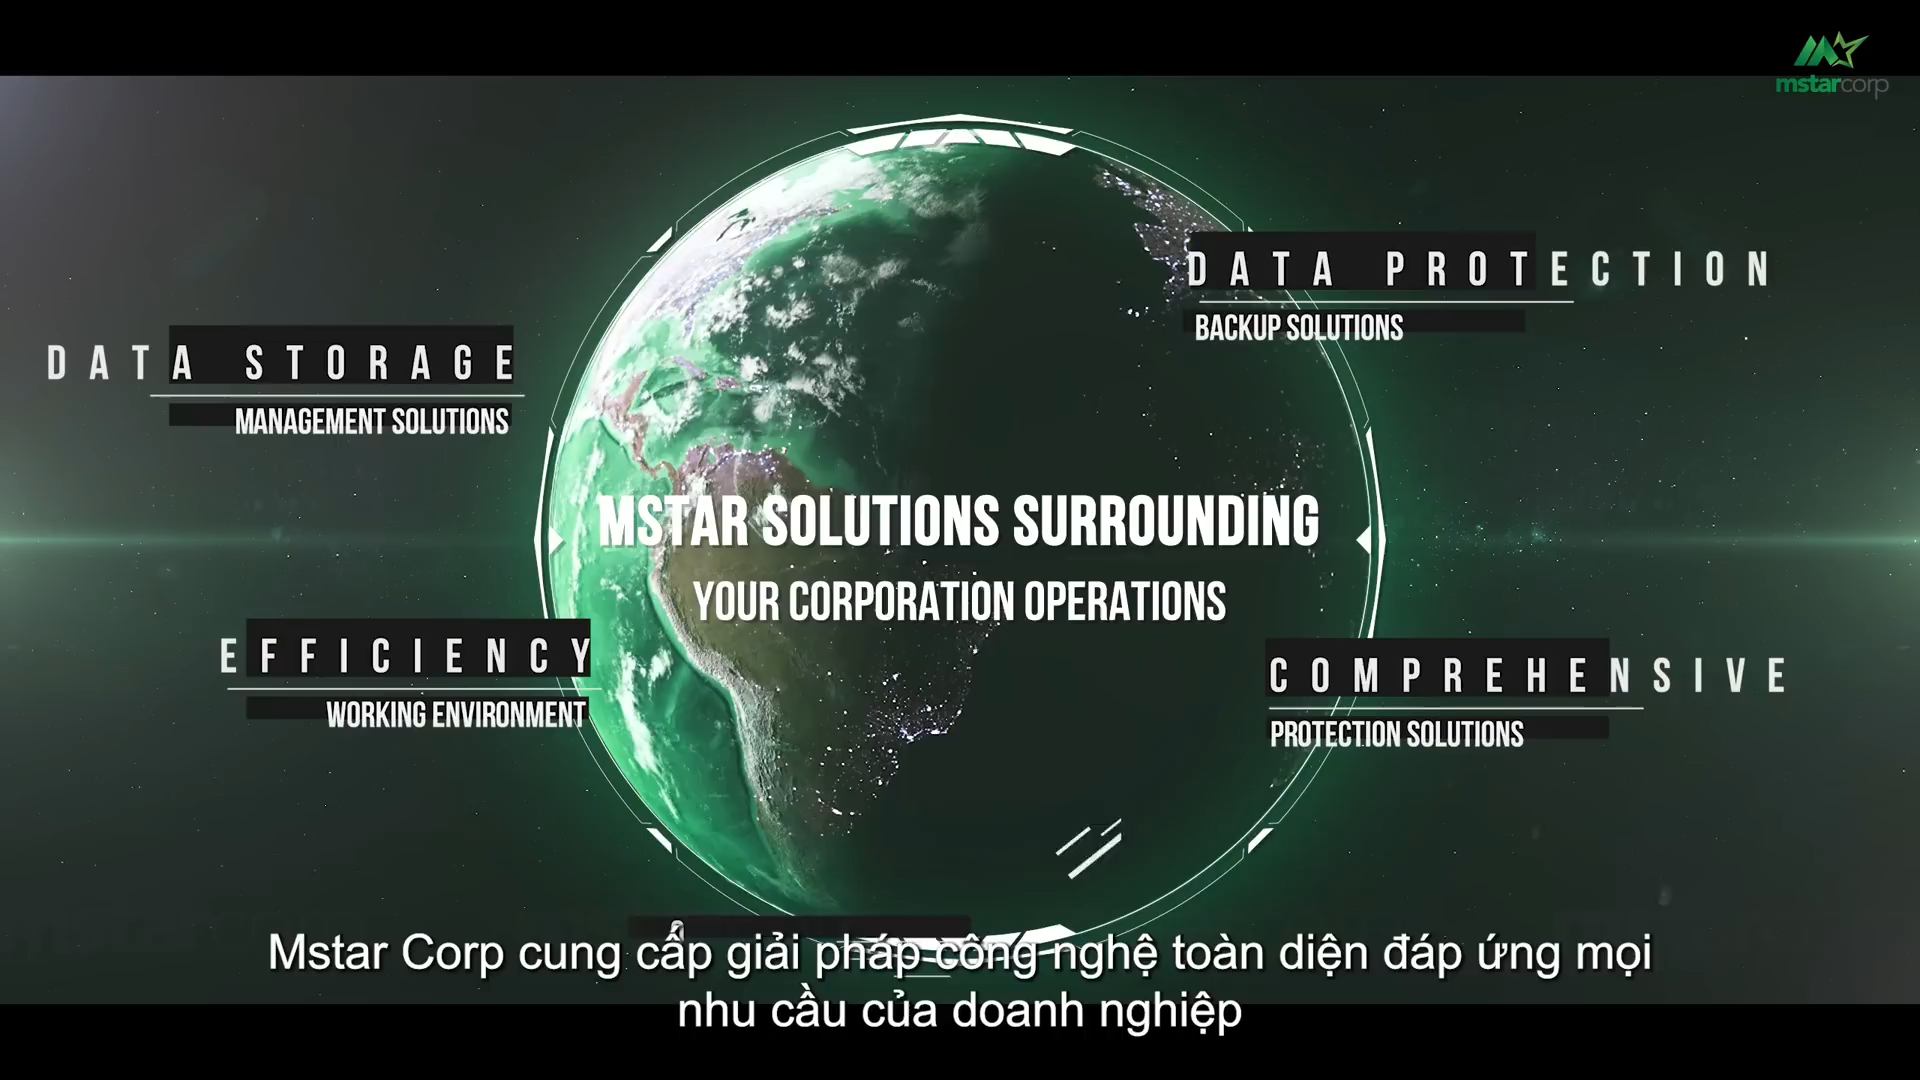 mstarcorp
DATA PROTECTION
BACKUP SOLUTIONS
DATA STORAGE
MANAGEMENT SOLUTIONS
MSTAR SOLUTIONS SURROUNDING
YOUR CORPORATION OPERATIONS
EFFICIENCY
WORKING ENVIRONMENT
COMPREHENSIVE
PROTECTION SOLUTIONS
Mstar Corp cung cấp giải pháp công nghệ toàn diện đáp ứng mọi
nhu cầu của doanh nghiệp